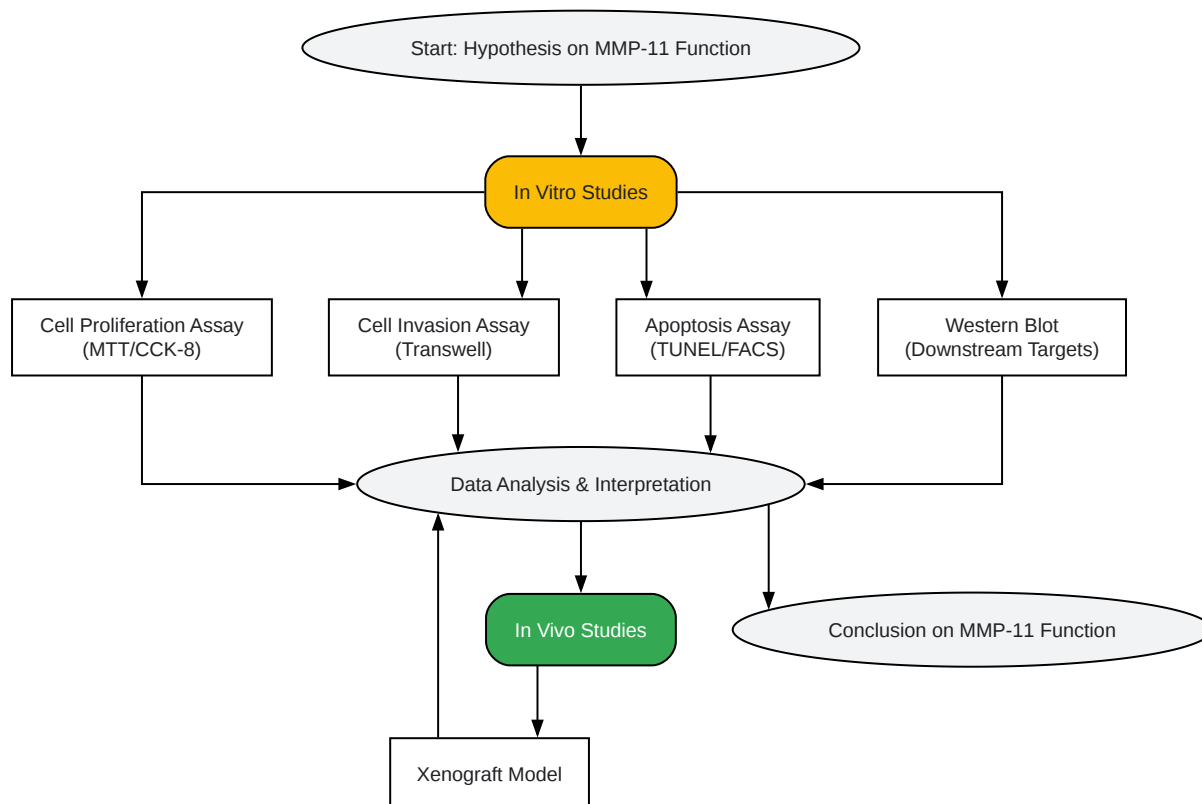 Start: Hypothesis on MMP-11 Function
In Vitro Studies
Cell Proliferation Assay
(MTT/CCK-8)
Cell Invasion Assay
(Transwell)
Apoptosis Assay
(TUNEL/FACS)
Western Blot
(Downstream Targets)
Data Analysis & Interpretation
In Vivo Studies
Conclusion on MMP-11 Function
Xenograft Model